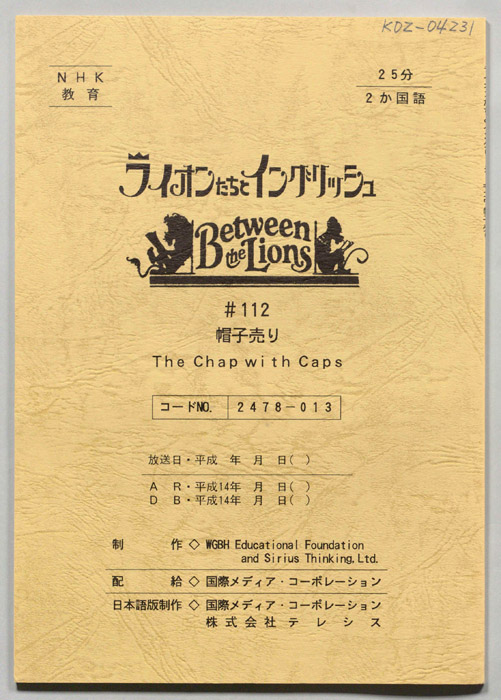 KDZ-04231
NHK
教育
25分
2か国語
ライオンたちとイングリッシュ
Between
the Lions
#112
帽子売り
The Chap with Caps
コードNO. 2478-013
放送日・平成 年 月 日( )
A R・平成14年 月 日( )
D B・平成14年 月 日( )
制作◇WGBH Educational Foundation
and Sirius Thinking,Ltd.
配給◇国際メディア・コーポレーション
日本語版制作◇国際メディア・コーポレーション
株式会社テレシス